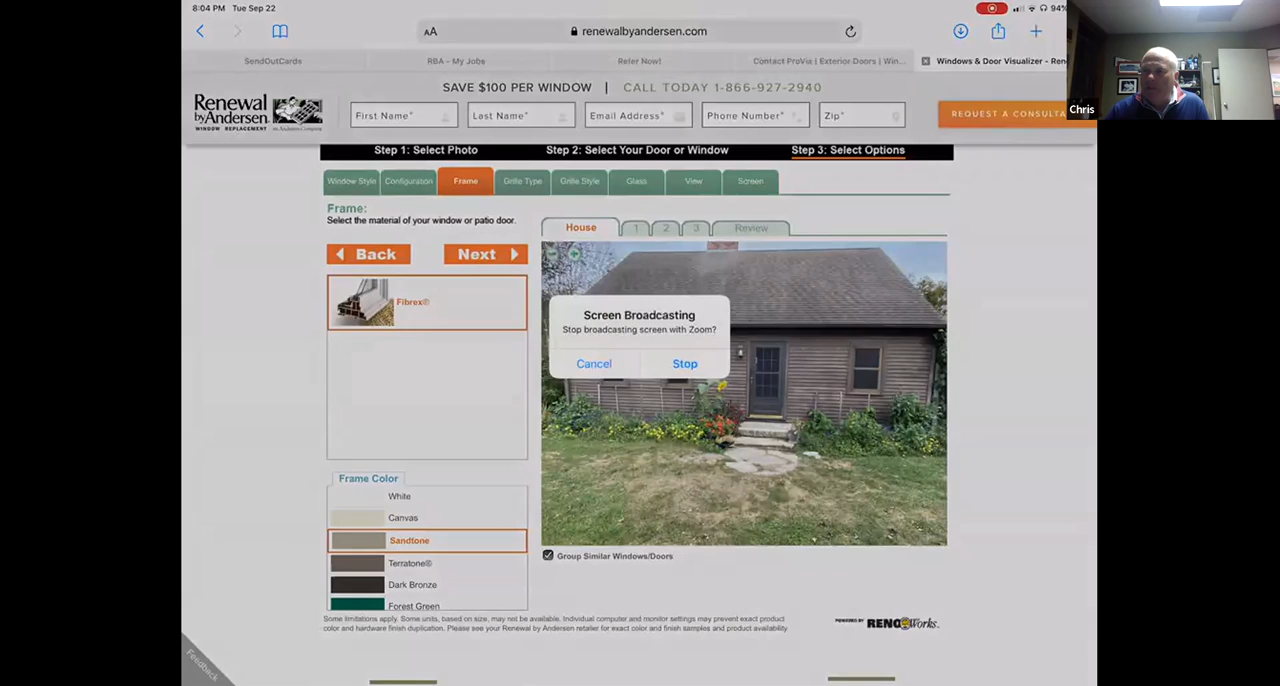 8:04 PM Tue Sep 22
94%
AA
renewalbyandersen.com
SendOutCards
RBA - My Jobs
Refer Now!
Contact ProVia | Exterior Doors | Win...
Windows & Door Visualizer - Ren
Chris
SAVE $100 PER WINDOW | CALL TODAY 1-866-927-2940
Renewal
by Andersen
WINDOW REPLACEMENT
an Andersen Company
First Name*
Last Name*
Email Address*
Phone Number*
Zip*
REQUEST A CONSULTA
Step 1: Select Photo
Step 2: Select Your Door or Window
Step 3: Select Options
Window Style
Configuration
Frame
Grille Type
Grille Style
Glass
View
Screen
Frame:
Select the material of your window or patio door.
Back
Next
House
1
2
3
Review
Fibrex®
Screen Broadcasting
Stop broadcasting screen with Zoom?
Cancel
Stop
Frame Color
White
Canvas
Sandtone
Terratone®
Dark Bronze
Forest Green
Group Similar Windows/Doors
Some limitations apply. Some units, based on size, may not be available. Individual computer and monitor settings may prevent exact product
color and hardware finish duplication. Please see your Renewal by Andersen retailer for exact color and finish samples and product availability
POWERED BY RENOWorks
Feedback